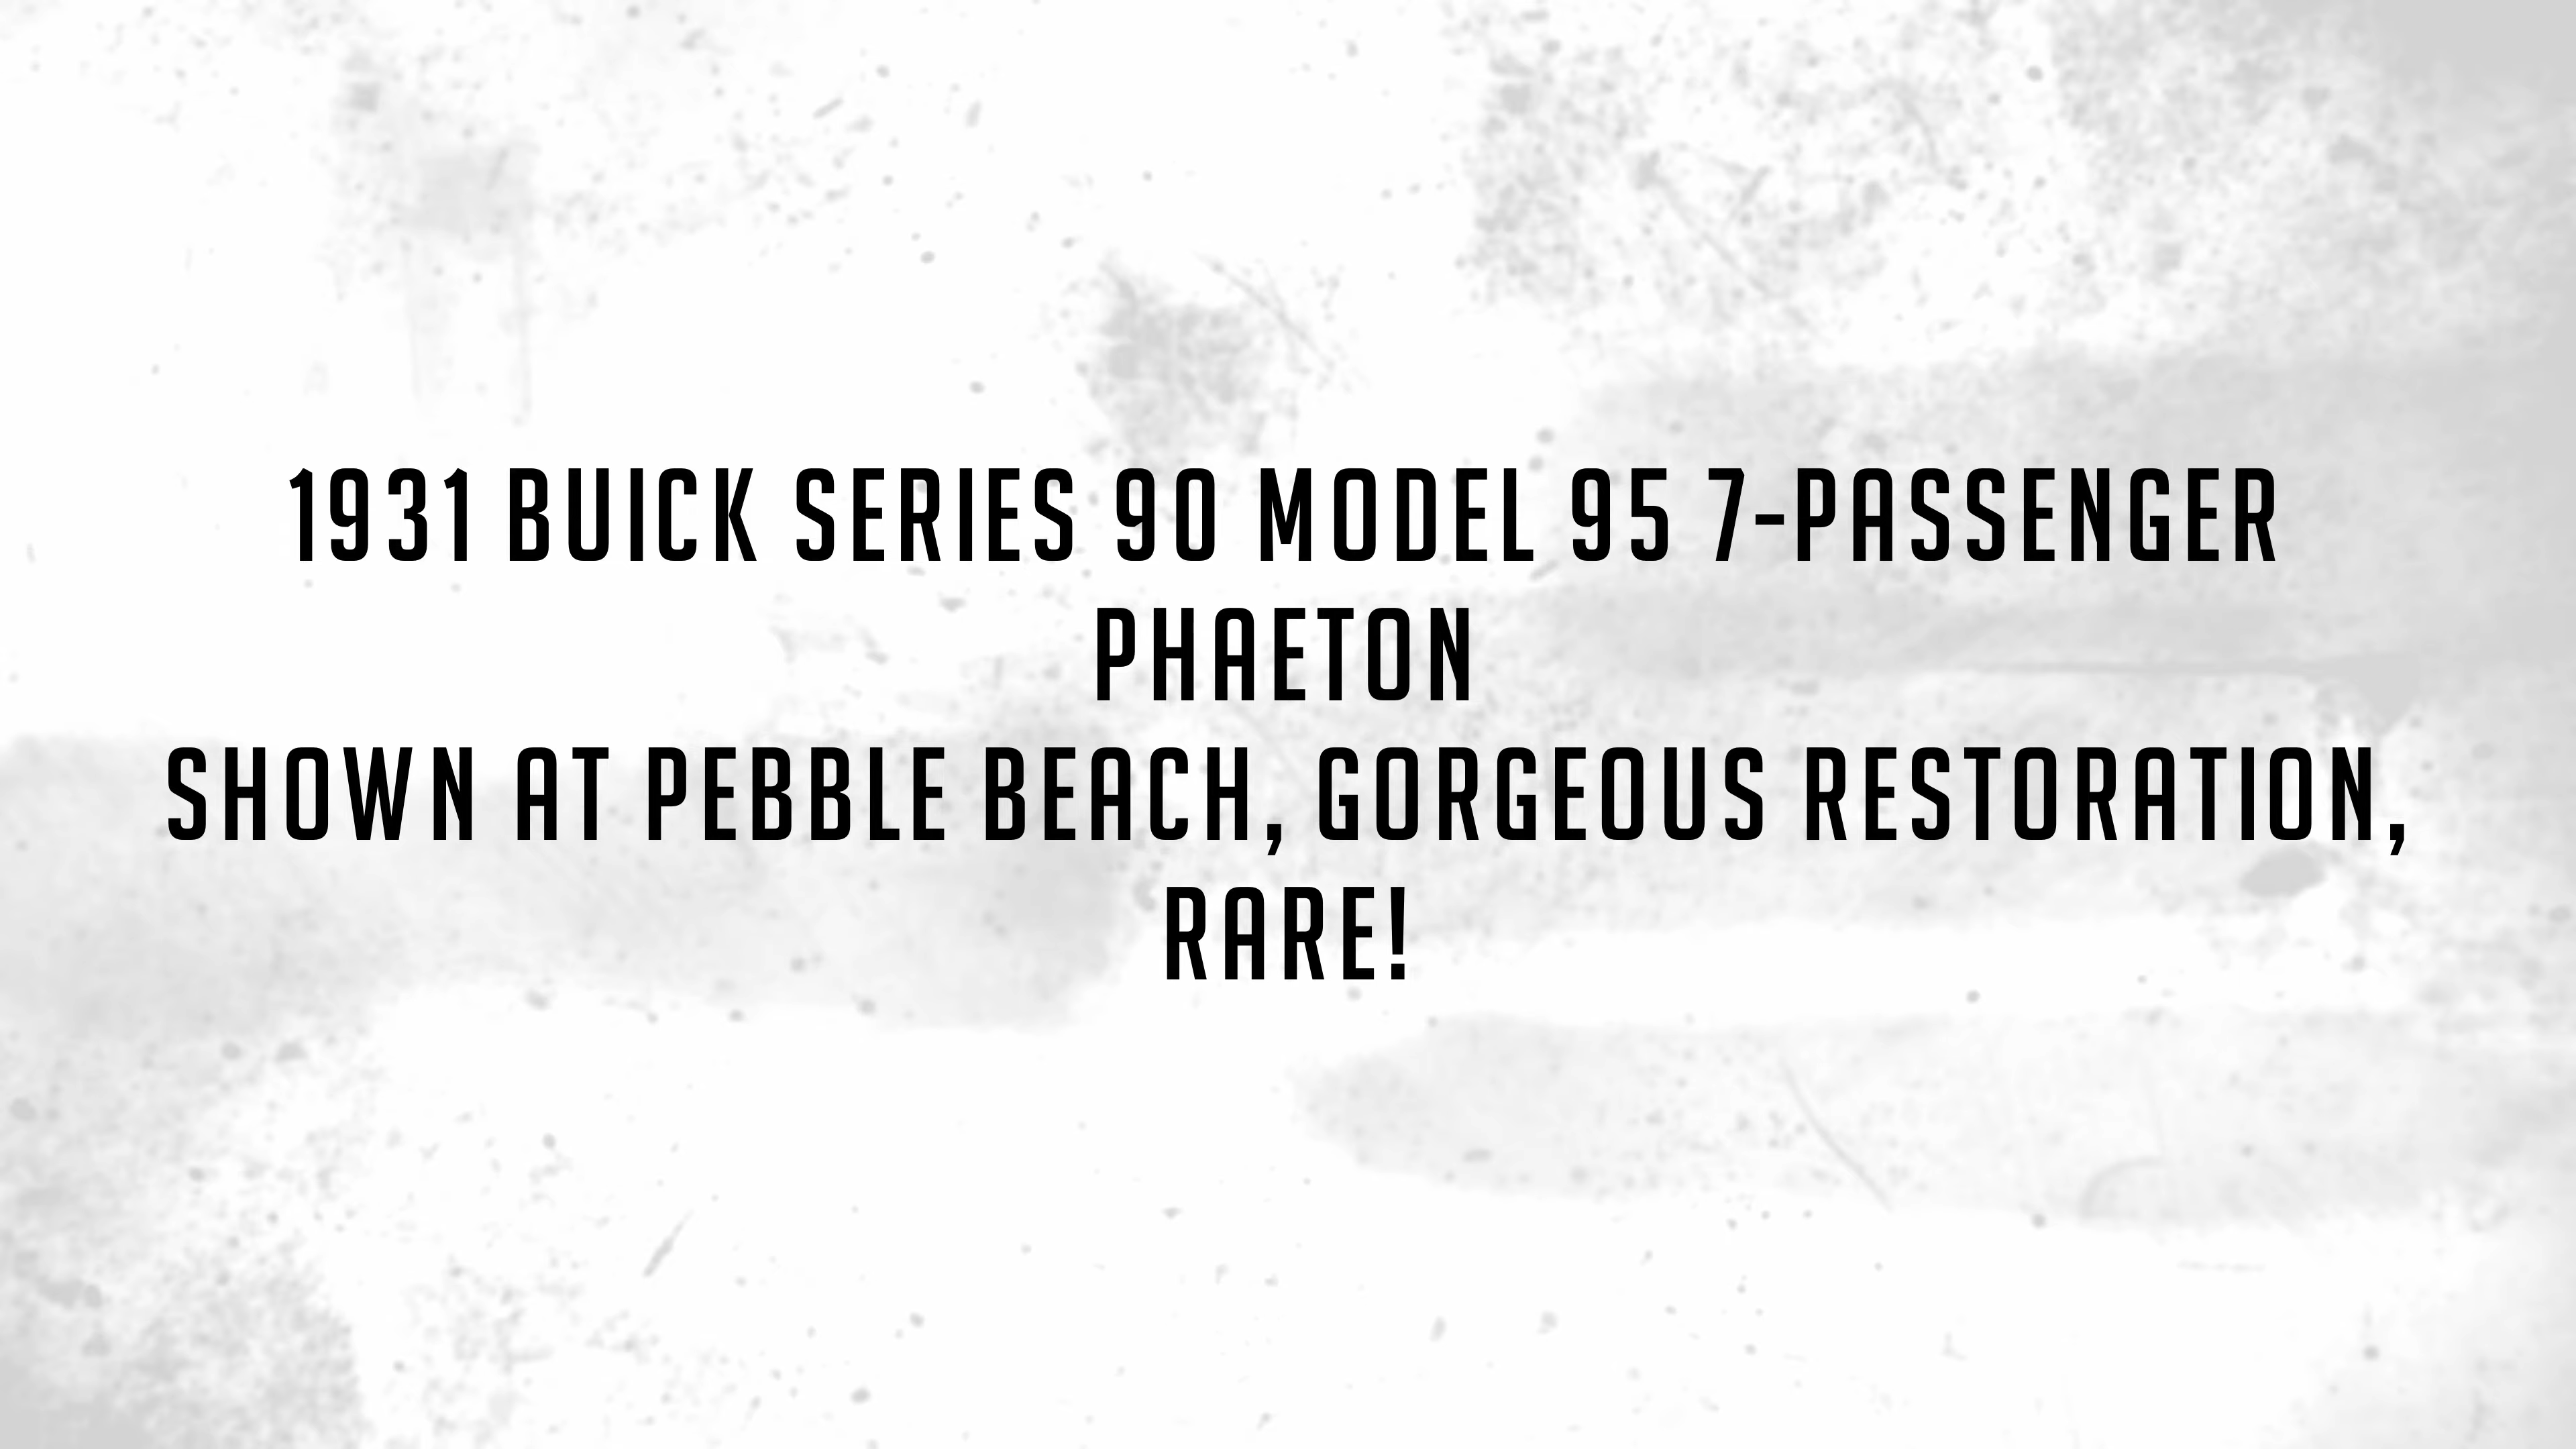 1931 BUICK SERIES 90 MODEL 95 7-PASSENGER
PHAETON
SHOWN AT PEBBLE BEACH, GORGEOUS RESTORATION,
RARE!